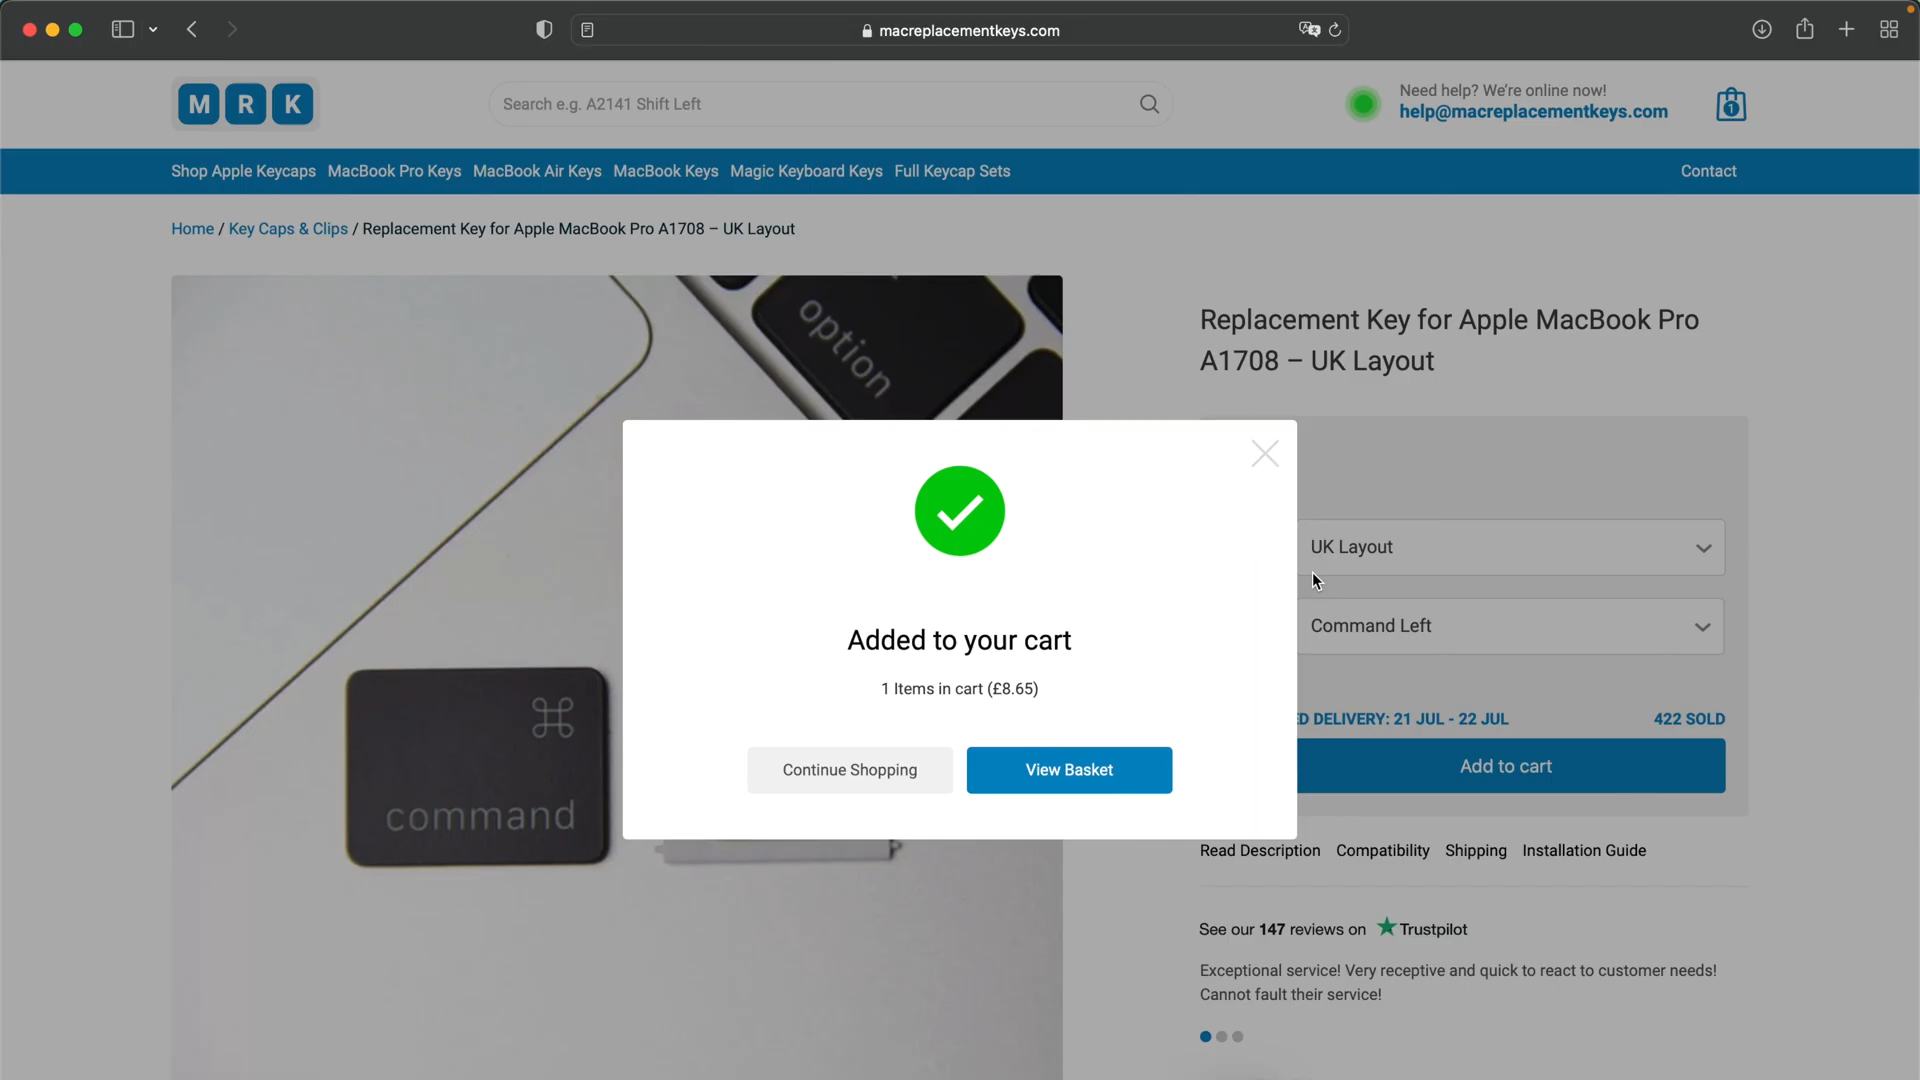 macreplacementkeys.com
M R K
Search e.g. A2141 Shift Left
Need help? We're online now!
help@macreplacementkeys.com
1
Shop Apple Keycaps MacBook Pro Keys MacBook Air Keys MacBook Keys Magic Keyboard Keys Full Keycap Sets Contact
Home / Key Caps & Clips / Replacement Key for Apple MacBook Pro A1708 – UK Layout
option
command
Replacement Key for Apple MacBook Pro
A1708 – UK Layout
UK Layout
Command Left
Added to your cart
1 Items in cart (£8.65)
Continue Shopping
View Basket
DELIVERY: 21 JUL - 22 JUL
422 SOLD
Add to cart
Read Description Compatibility Shipping Installation Guide
See our 147 reviews on Trustpilot
Exceptional service! Very receptive and quick to react to customer needs!
Cannot fault their service!